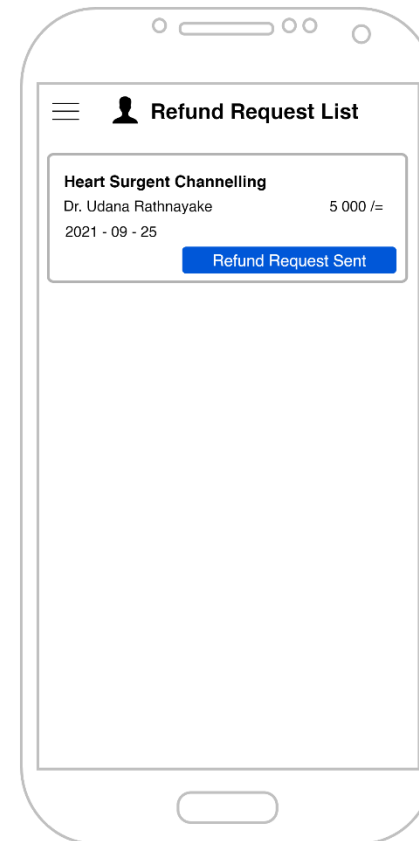 Refund Request List
Heart Surgent Channelling
Dr. Udana Rathnayake 5 000 /=
2021 - 09 - 25
Refund Request Sent